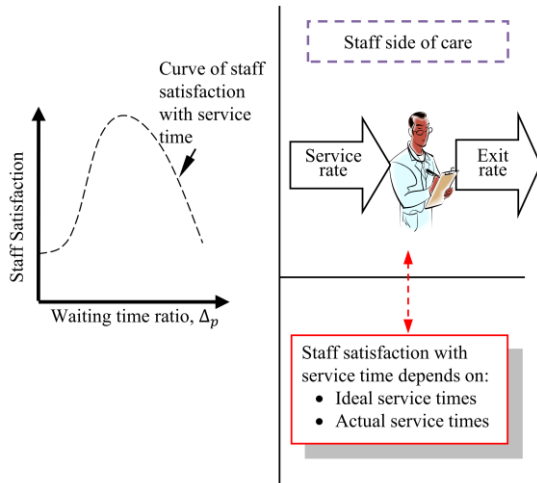 Curve of staff
satisfaction
with service
time
Staff Satisfaction
Waiting time ratio, Δₚ
Staff side of care
Service
rate
Exit
rate
Staff satisfaction with
service time depends on:
• Ideal service times
• Actual service times